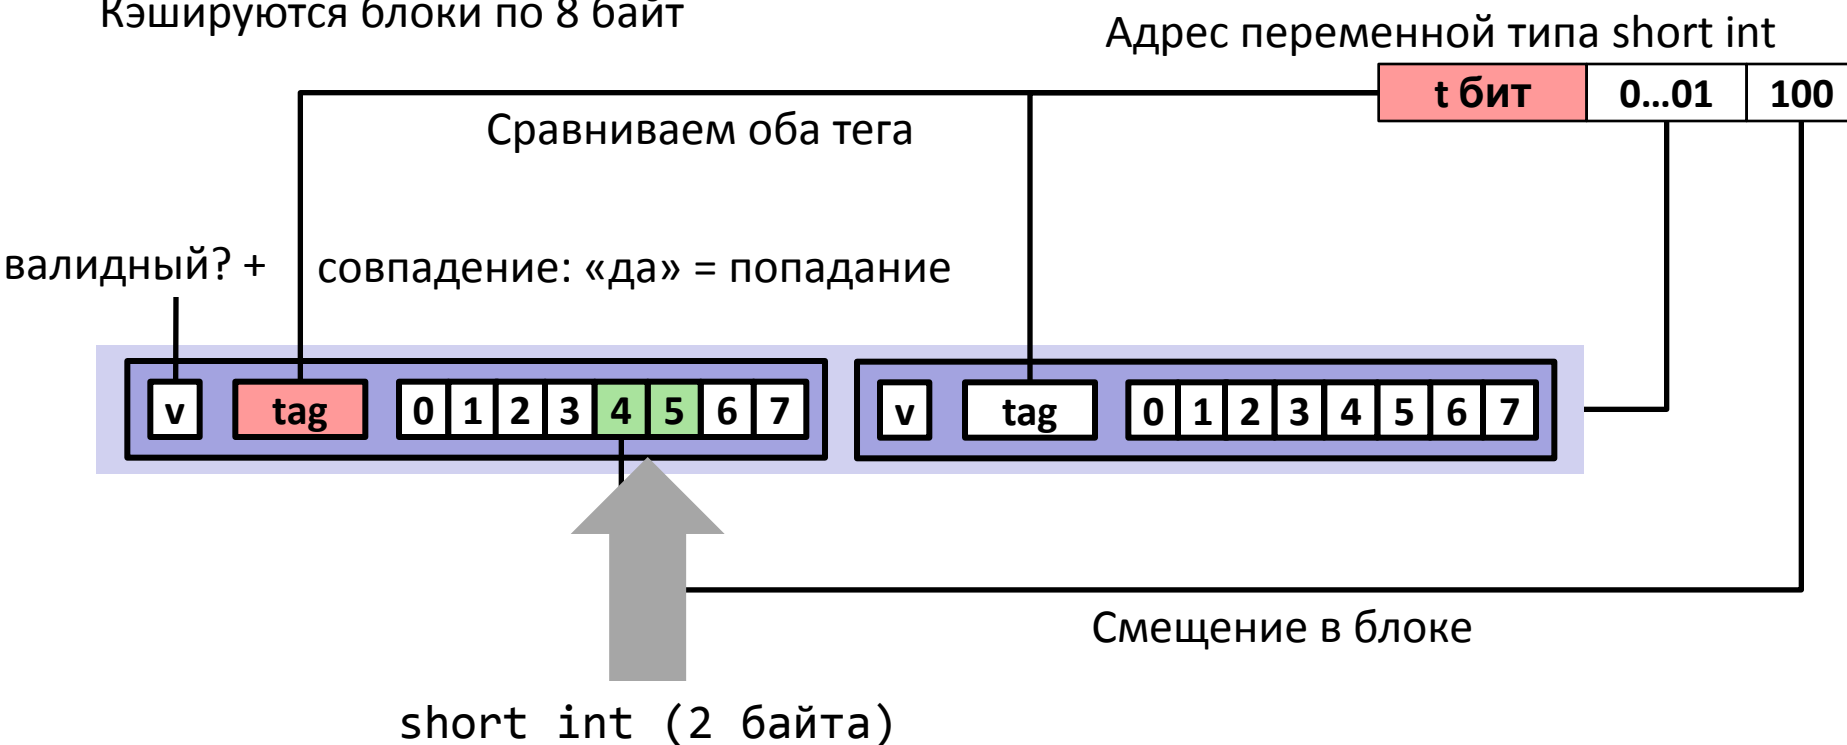 Кэшируются блоки по 8 байт
Адрес переменной типа short int
t бит 0...01 100
Сравниваем оба тега
валидный? + совпадение: «да» = попадание
v tag 0 1 2 3 4 5 6 7 v tag 0 1 2 3 4 5 6 7
Смещение в блоке
short int (2 байта)